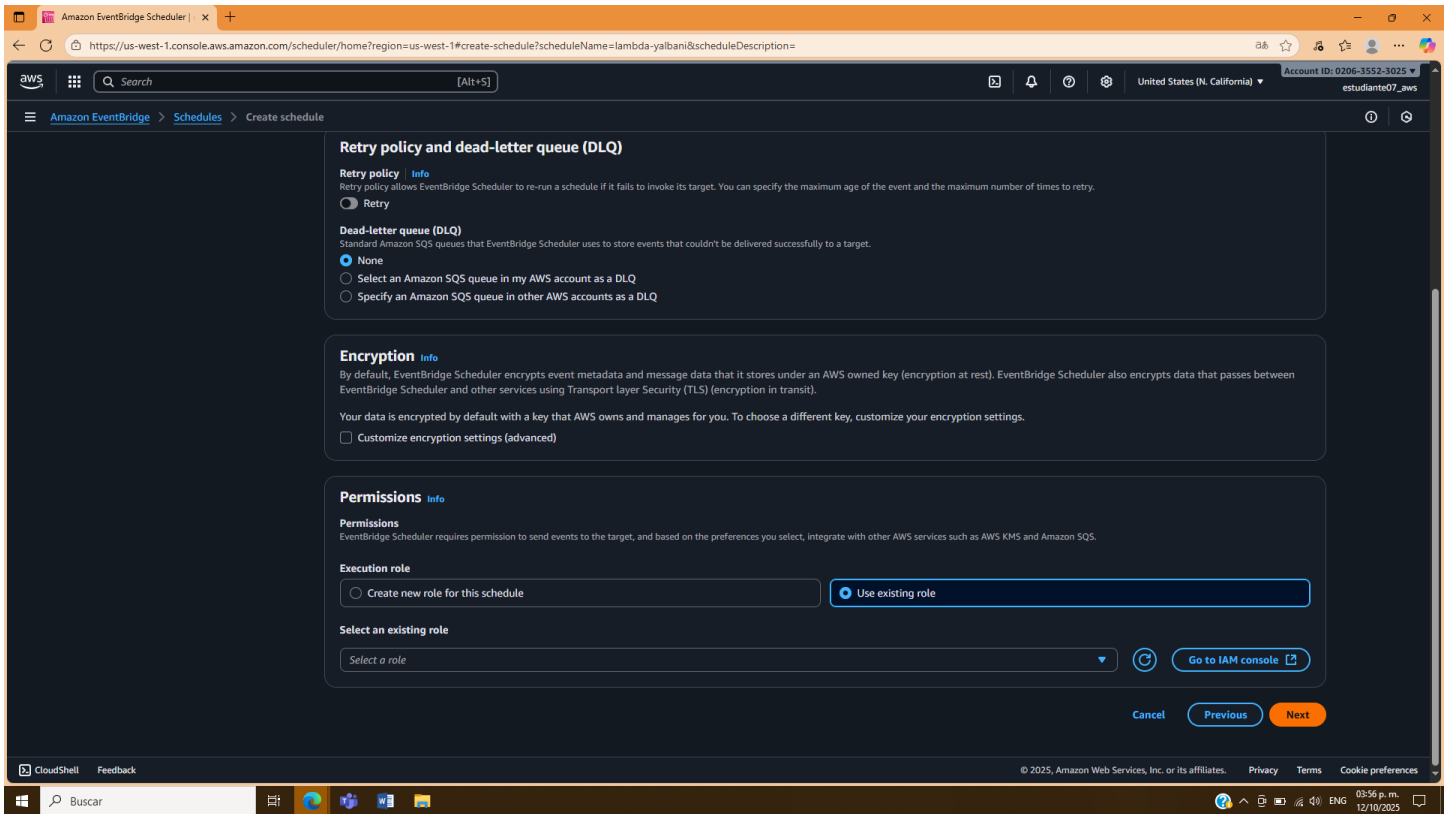 Amazon EventBridge Scheduler |
https://us-west-1.console.aws.amazon.com/scheduler/home?region=us-west-1#create-schedule?scheduleName=lambda-yalbani&scheduleDescription=
aws
Search
[Alt+S]
United States (N. California)
Account ID: 0206-3552-3025
estudiante07_aws
Amazon EventBridge > Schedules > Create schedule
Retry policy and dead-letter queue (DLQ)
Retry policy | Info
Retry policy allows EventBridge Scheduler to re-run a schedule if it fails to invoke its target. You can specify the maximum age of the event and the maximum number of times to retry.
Retry
Dead-letter queue (DLQ)
Standard Amazon SQS queues that EventBridge Scheduler uses to store events that couldn't be delivered successfully to a target.
None
Select an Amazon SQS queue in my AWS account as a DLQ
Specify an Amazon SQS queue in other AWS accounts as a DLQ
Encryption Info
By default, EventBridge Scheduler encrypts event metadata and message data that it stores under an AWS owned key (encryption at rest). EventBridge Scheduler also encrypts data that passes between
EventBridge Scheduler and other services using Transport layer Security (TLS) (encryption in transit).
Your data is encrypted by default with a key that AWS owns and manages for you. To choose a different key, customize your encryption settings.
Customize encryption settings (advanced)
Permissions Info
Permissions
EventBridge Scheduler requires permission to send events to the target, and based on the preferences you select, integrate with other AWS services such as AWS KMS and Amazon SQS.
Execution role
Create new role for this schedule
Use existing role
Select an existing role
Select a role
Go to IAM console
Cancel
Previous
Next
CloudShell
Feedback
© 2025, Amazon Web Services, Inc. or its affiliates.
Privacy
Terms
Cookie preferences
Buscar
ENG
03:56 p. m.
12/10/2025